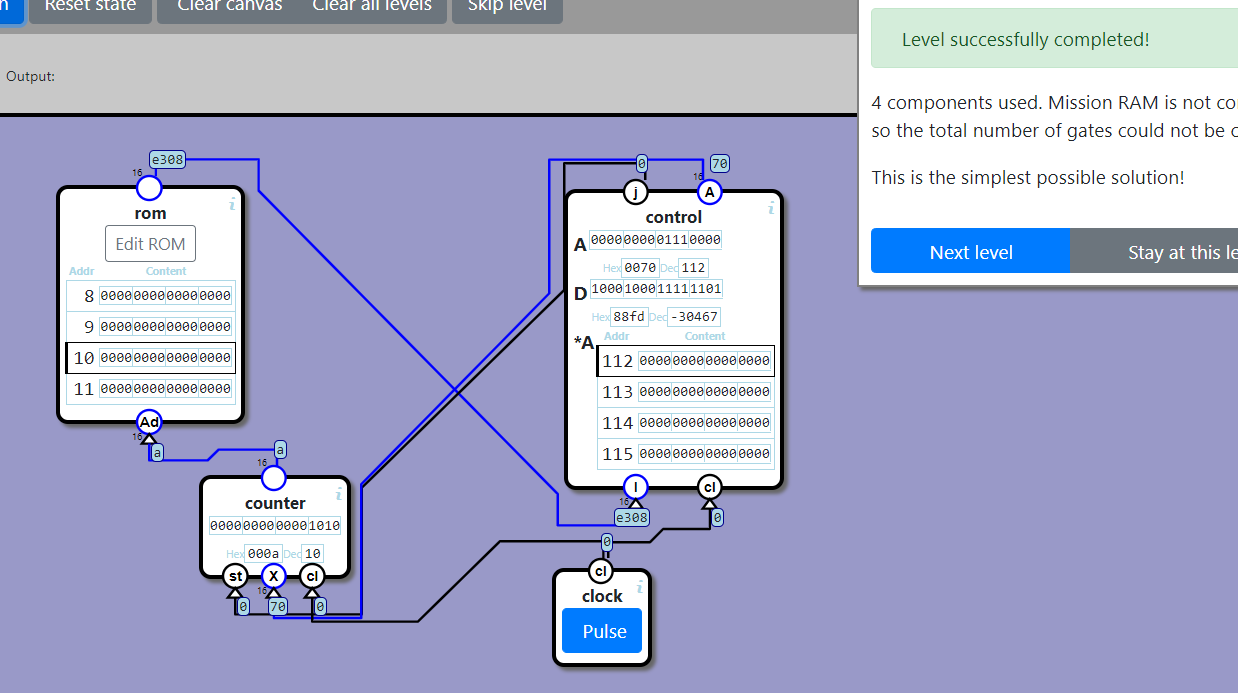 n
Reset state
Clear canvas
Clear all levels
Skip level
Output:
Level successfully completed!
4 components used. Mission RAM is not co
so the total number of gates could not be c
This is the simplest possible solution!
Next level
Stay at this le
e308
16
rom
i
Edit ROM
Addr Content
8 0000000000000000
9 0000000000000000
10 0000000000000000
11 0000000000000000
Ad
16
a
a
16
counter
i
0000000000001010
Hex 000a Dec 10
st X cl
16
0 70 0
0 70
16
j A
control
i
A 0000000001110000
Hex 0070 Dec 112
D 1000100011111101
Hex 88fd Dec -30467
*A Addr Content
112 0000000000000000
113 0000000000000000
114 0000000000000000
115 0000000000000000
I cl
16
e308 0
0
cl
clock
i
Pulse